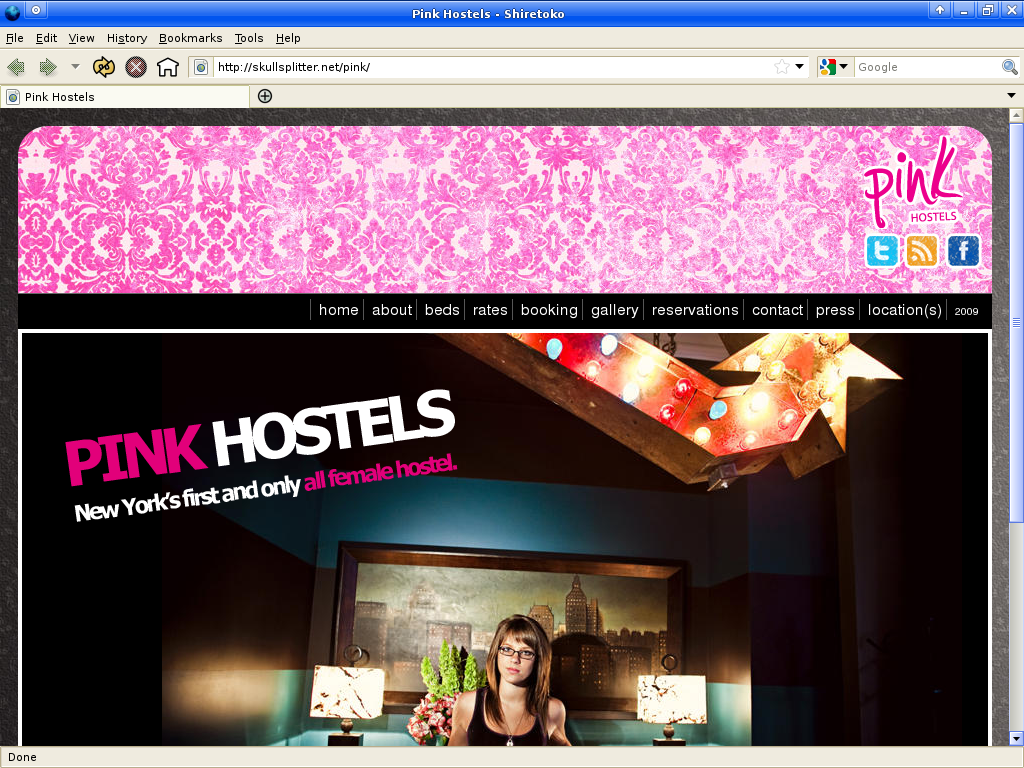 Pink Hostels - Shiretoko
File Edit View History Bookmarks Tools Help
http://skullsplitter.net/pink/
Google
Pink Hostels
pink
HOSTELS
home about beds rates booking gallery reservations contact press location(s) 2009
PINK HOSTELS
New York's first and only all female hostel.
Done